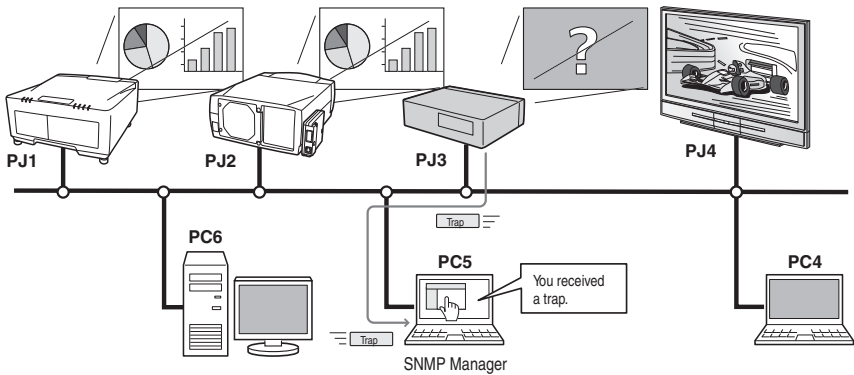 ?
PJ1
PJ2
PJ3
PJ4
Trap
PC6
PC5
You received
a trap.
PC4
Trap
SNMP Manager